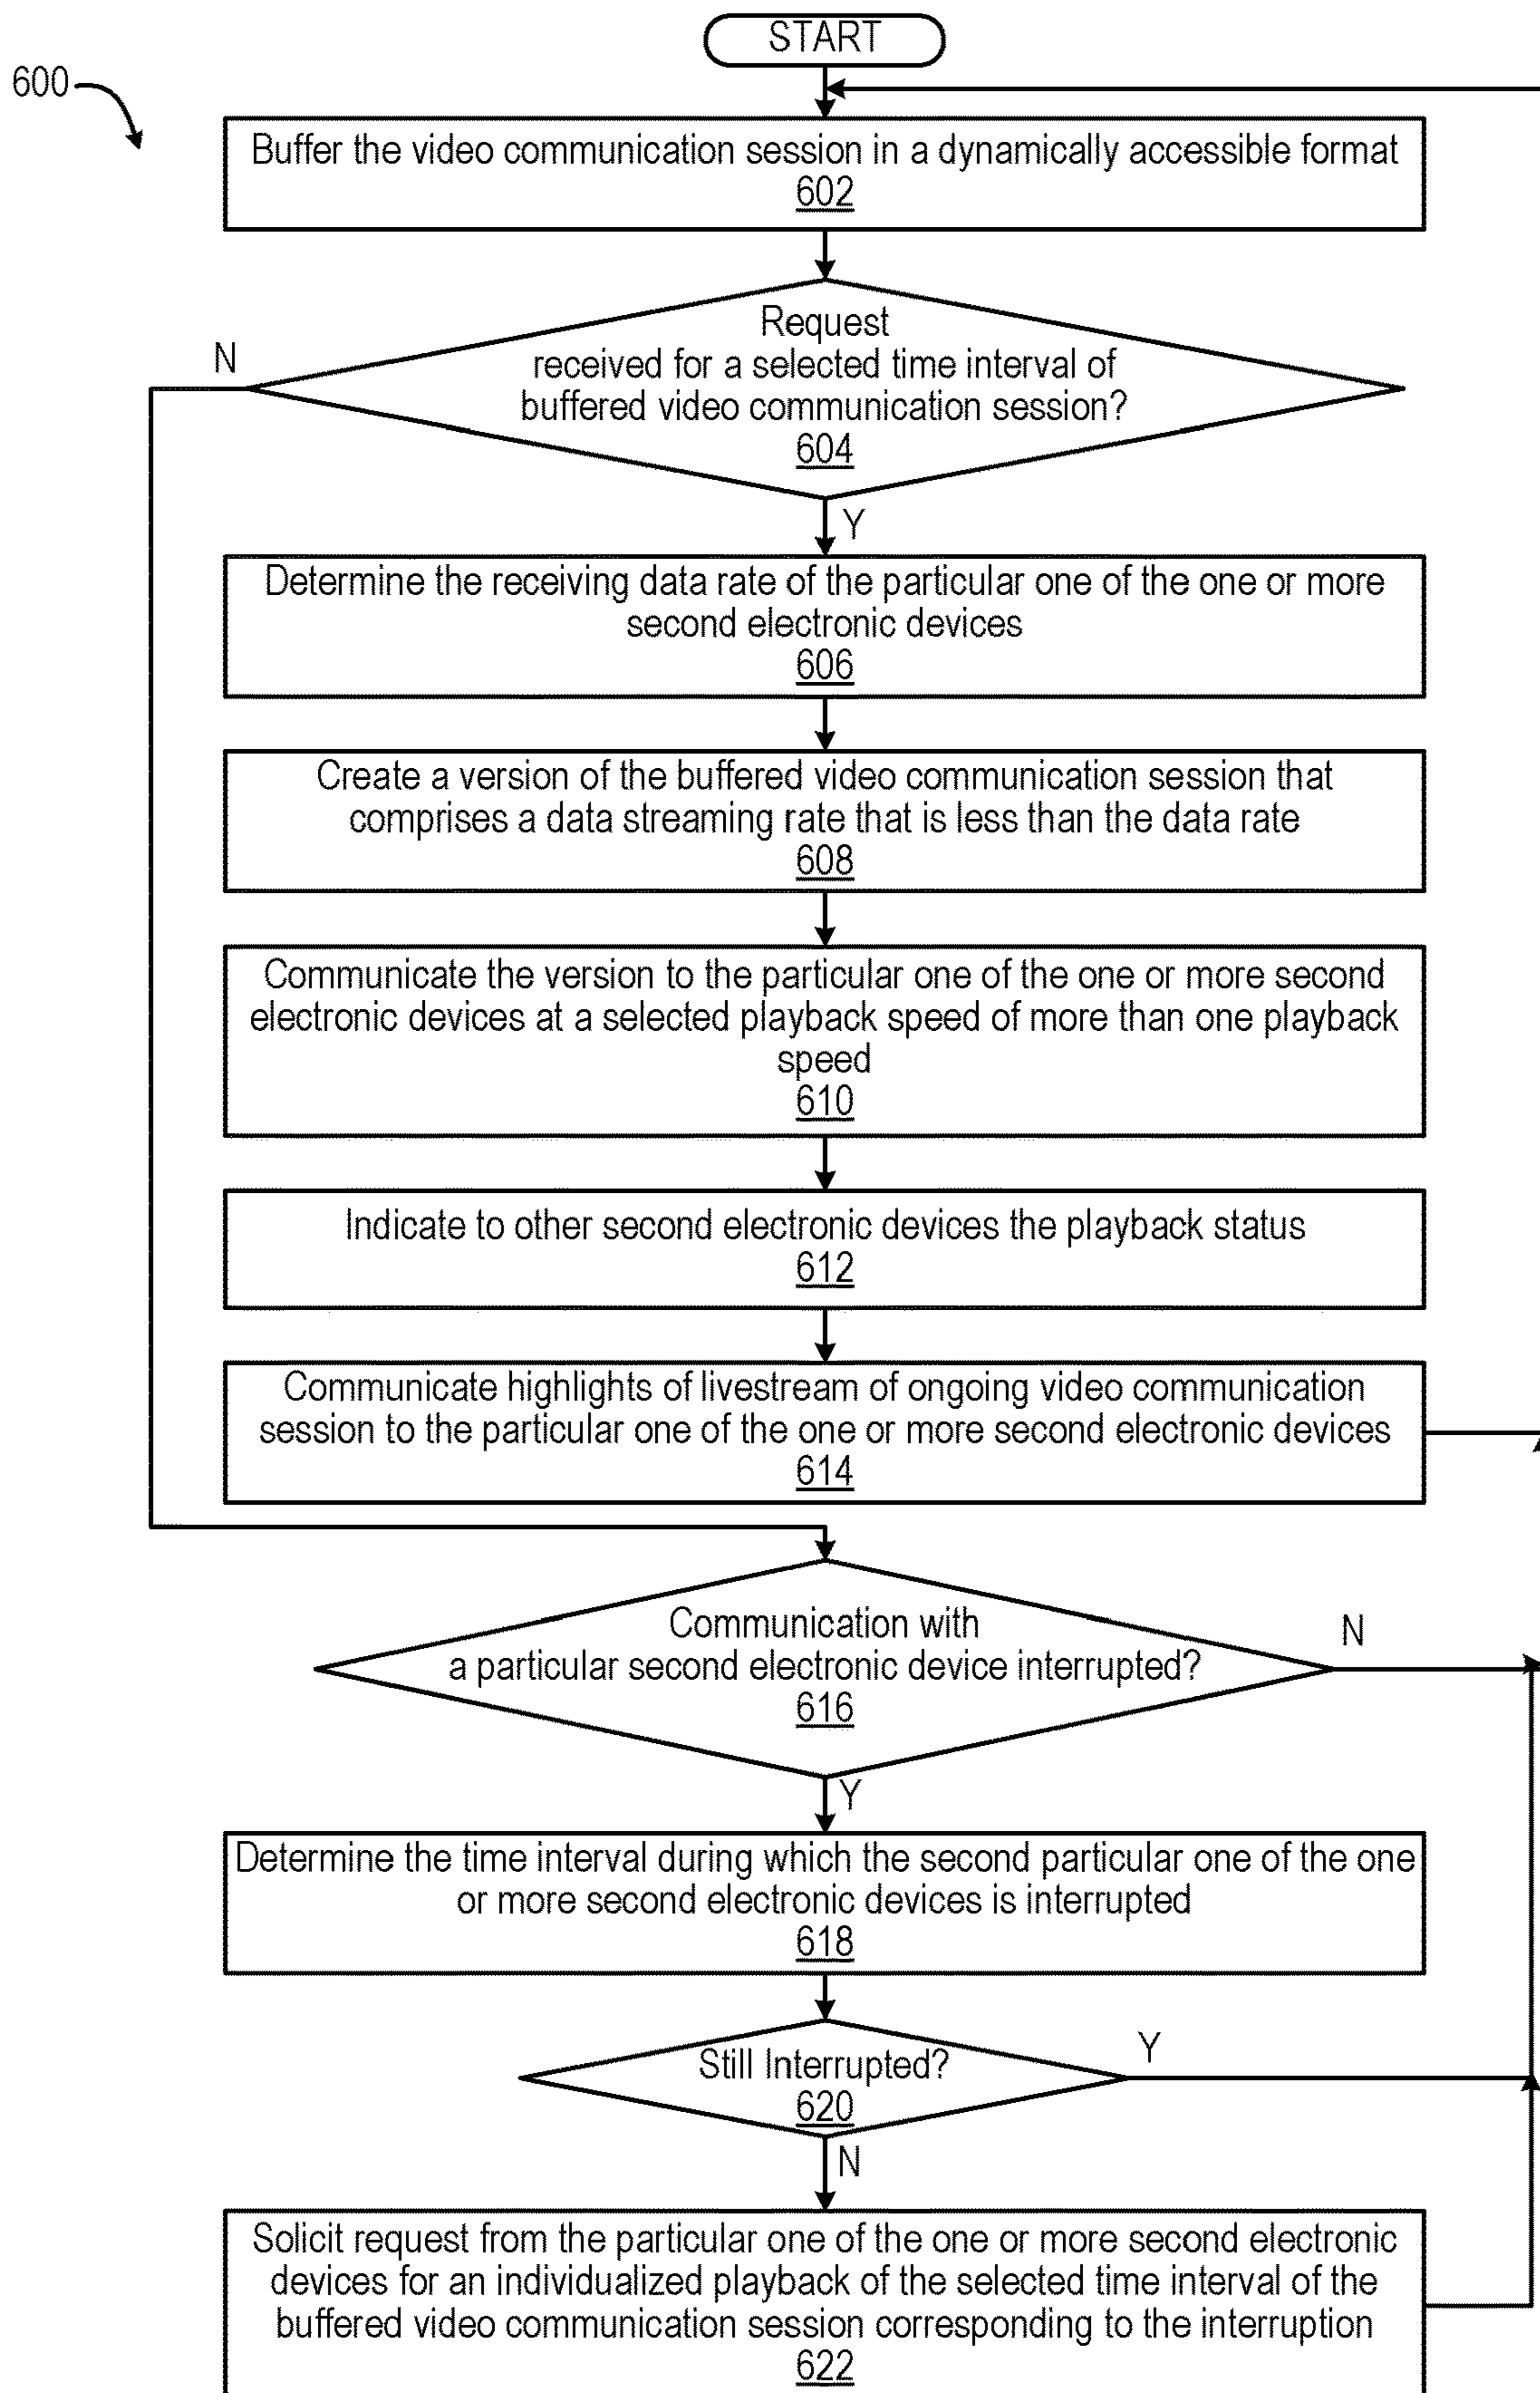 START
600
Buffer the video communication session in a dynamically accessible format
602
Request
received for a selected time interval of
buffered video communication session?
604
N
Y
Determine the receiving data rate of the particular one of the one or more
second electronic devices
606
Create a version of the buffered video communication session that
comprises a data streaming rate that is less than the data rate
608
Communicate the version to the particular one of the one or more second
electronic devices at a selected playback speed of more than one playback
speed
610
Indicate to other second electronic devices the playback status
612
Communicate highlights of livestream of ongoing video communication
session to the particular one of the one or more second electronic devices
614
Communication with
a particular second electronic device interrupted?
616
N
Y
Determine the time interval during which the second particular one of the one
or more second electronic devices is interrupted
618
Still Interrupted?
620
Y
N
Solicit request from the particular one of the one or more second electronic
devices for an individualized playback of the selected time interval of the
buffered video communication session corresponding to the interruption
622